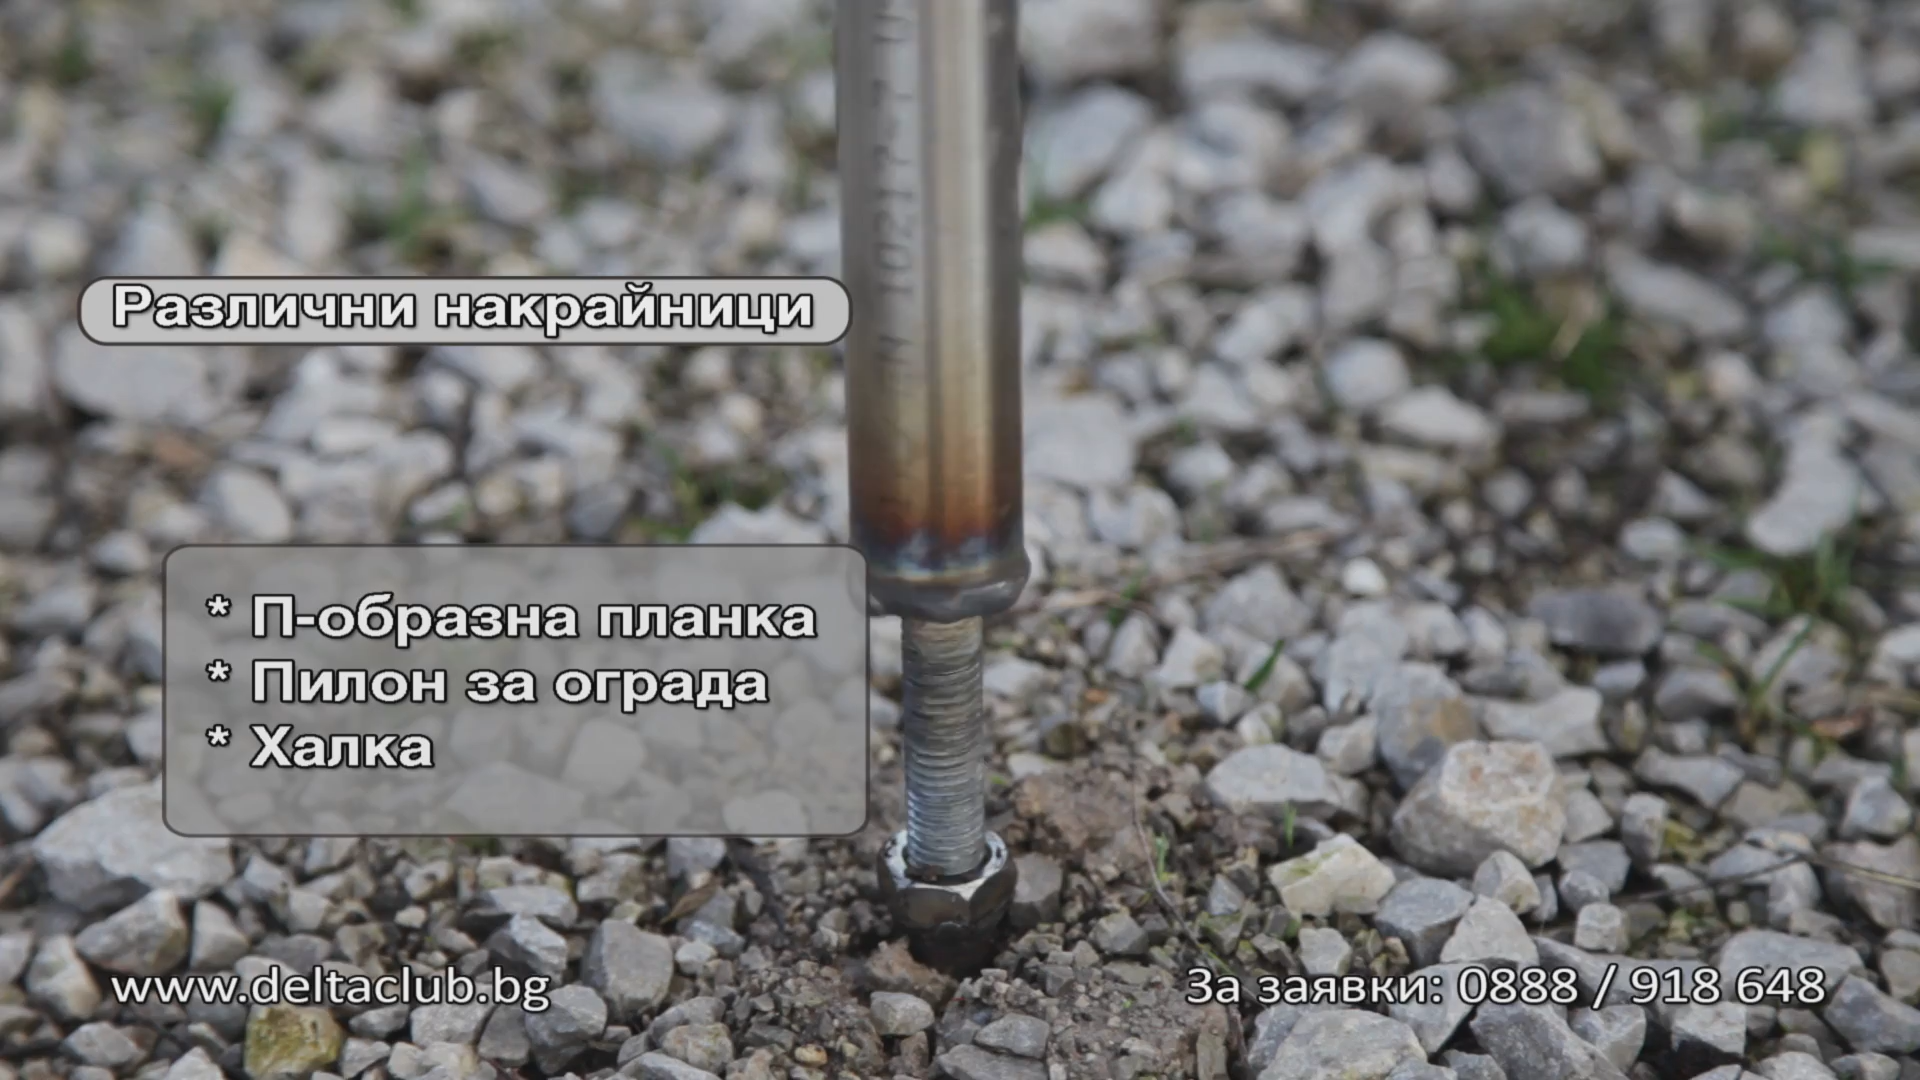 Различни накрайници
* П-образна планка
* Пилон за ограда
* Халка
www.deltaclub.bg
За заявки: 0888 / 918 648